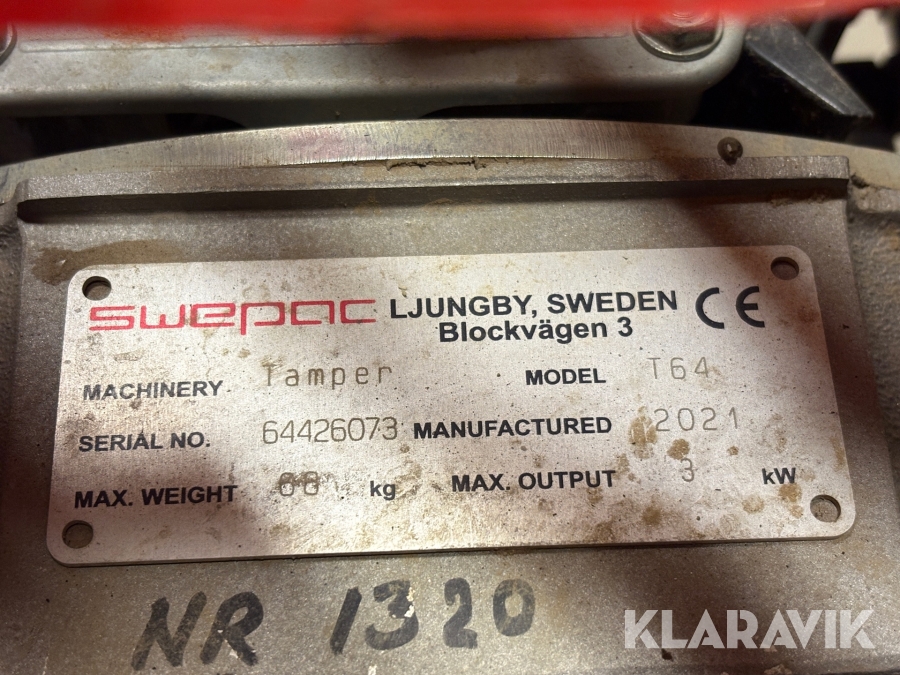 swepac LJUNGBY, SWEDEN CE
Blockvägen 3
MACHINERY Tamper MODEL T64
SERIAL NO. 64426073 MANUFACTURED 2021
MAX. WEIGHT kg MAX. OUTPUT 3 kW
NR 1320
KLARAVIK